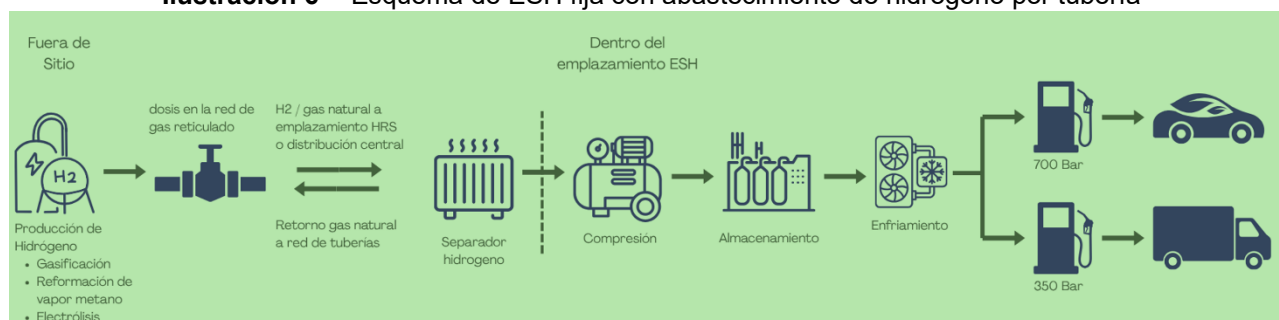 Esquema de ESH fija con abastecimiento de hidrógeno por tubería
Fuera de
Sitio
Dentro del
emplazamiento ESH
dosis en la red de
gas reticulado
H2 / gas natural a
emplazamiento HRS
o distribución central
H2
700 Bar
Producción de
Hidrógeno
• Gasificación
• Reformación de
vapor metano
• Electrólisis
Retorno gas natural
a red de tuberías
Separador
hidrogeno
Compresión
Almacenamiento
Enfriamiento
350 Bar